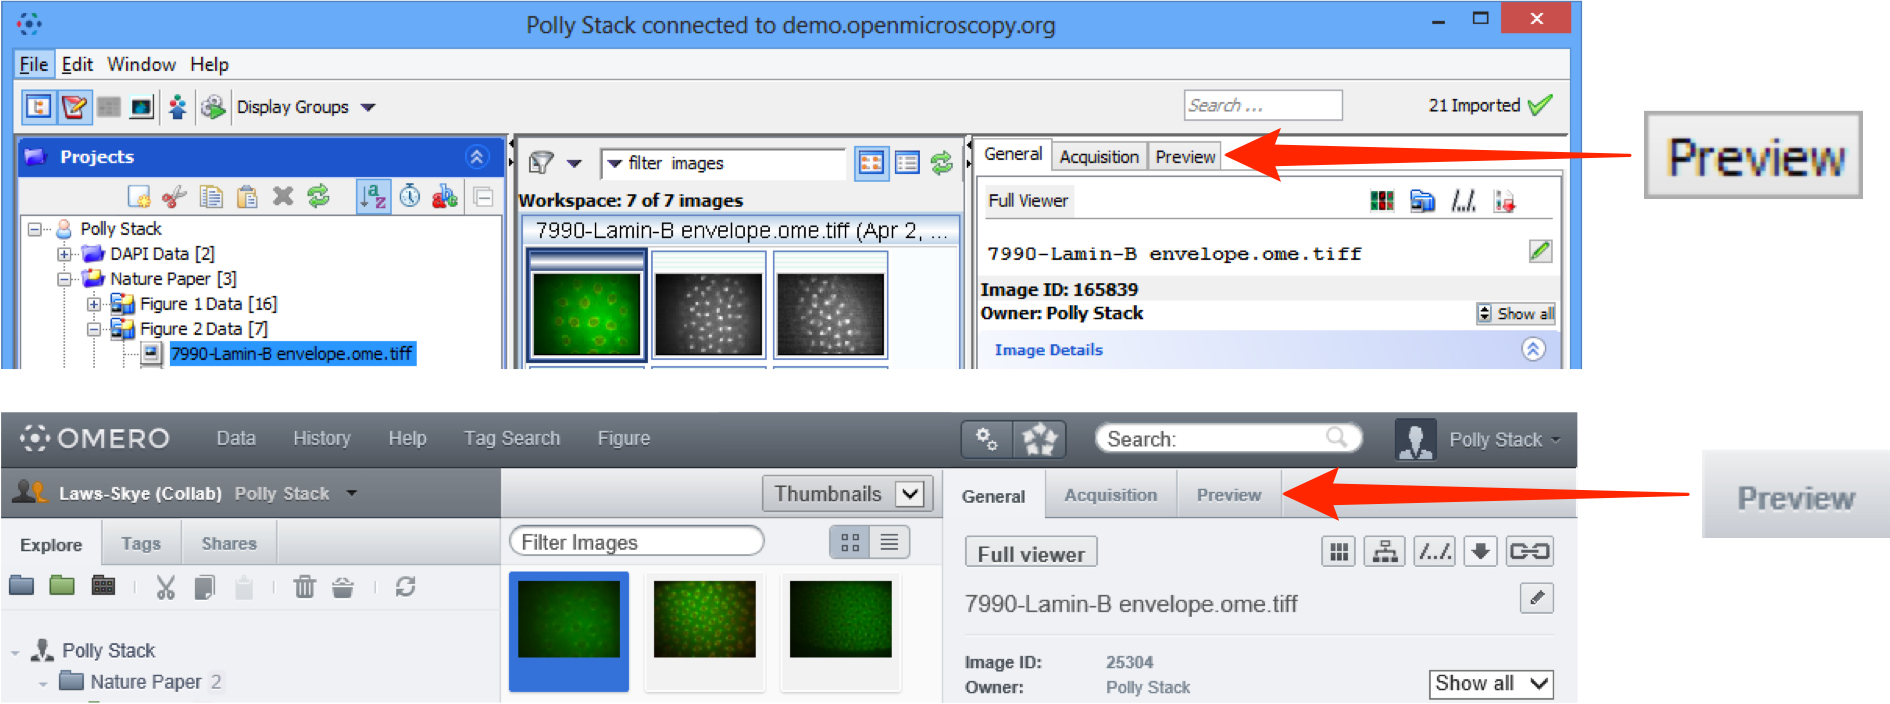 Polly Stack connected to demo.openmicroscopy.org
File Edit Window Help
Display Groups
Search ...
21 Imported
Projects
filter images
General Acquisition Preview
Preview
Full Viewer
Workspace: 7 of 7 images
7990-Lamin-B envelope.ome.tiff (Apr 2, ...
Polly Stack
DAPI Data [2]
Nature Paper [3]
Figure 1 Data [16]
Figure 2 Data [7]
7990-Lamin-B envelope.ome.tiff
7990-Lamin-B envelope.ome.tiff
Image ID: 165839
Owner: Polly Stack
Show all
Image Details
OMERO Data History Help Tag Search Figure
Search:
Polly Stack
Laws-Skye (Collab) Polly Stack
Thumbnails
General Acquisition Preview
Preview
Explore Tags Shares
Filter Images
Full viewer
/../.
7990-Lamin-B envelope.ome.tiff
Polly Stack
Nature Paper 2
Image ID: 25304
Owner: Polly Stack
Show all